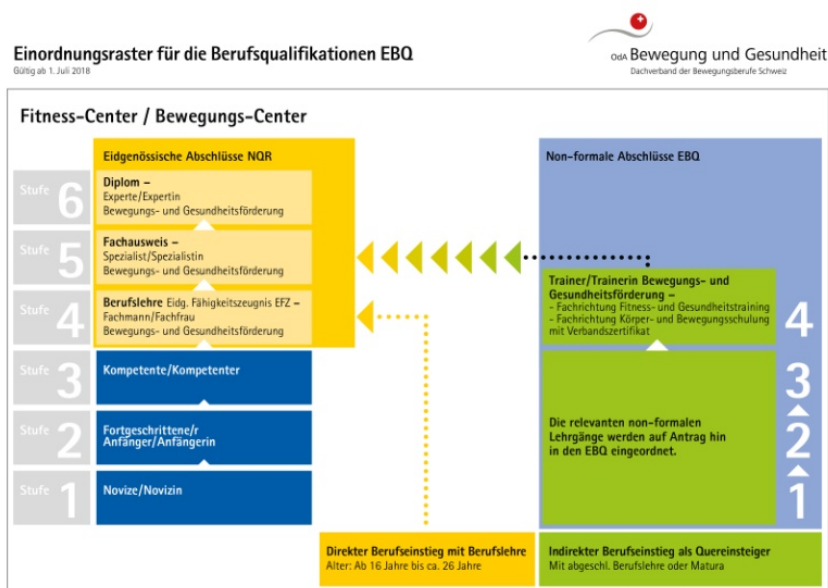 Einordnungsraster für die Berufsqualifikationen EBQ
Gültig ab 1. Juli 2018
OdA Bewegung und Gesundheit
Dachverband der Bewegungsberufe Schweiz
Fitness-Center / Bewegungs-Center
Eidgenössische Abschlüsse NQR
Stufe 6
Diplom –
Experte/Expertin
Bewegungs- und Gesundheitsförderung
Stufe 5
Fachausweis –
Spezialist/Spezialistin
Bewegungs- und Gesundheitsförderung
Stufe 4
Berufslehre Eidg. Fähigkeitszeugnis EFZ –
Fachmann/Fachfrau
Bewegungs- und Gesundheitsförderung
Stufe 3
Kompetente/Kompetenter
Stufe 2
Fortgeschrittene/r
Anfänger/Anfängerin
Stufe 1
Novize/Novizin
Non-formale Abschlüsse EBQ
Trainer/Trainerin Bewegungs- und
Gesundheitsförderung –
- Fachrichtung Fitness- und Gesundheitstraining
- Fachrichtung Körper- und Bewegungsschulung
mit Verbandszertifikat
4
3
Die relevanten non-formalen
Lehrgänge werden auf Antrag hin
in den EBQ eingeordnet.
2
1
Direkter Berufseinstieg mit Berufslehre
Alter: Ab 16 Jahre bis ca. 26 Jahre
Indirekter Berufseinstieg als Quereinsteiger
Mit abgeschl. Berufslehre oder Matura